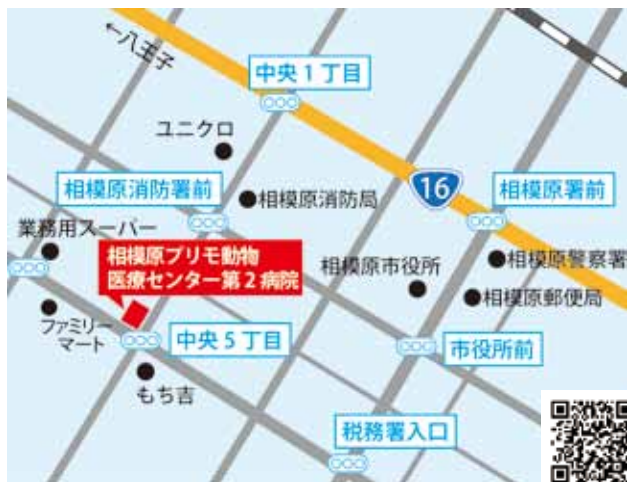 ←八王子
中央1丁目
ユニクロ
16
相模原消防署前
相模原消防局
相模原署前
業務用スーパー
相模原プリモ動物
医療センター第2病院
相模原市役所
相模原警察署
相模原郵便局
ファミリー
マート
中央5丁目
市役所前
もち吉
税務署入口